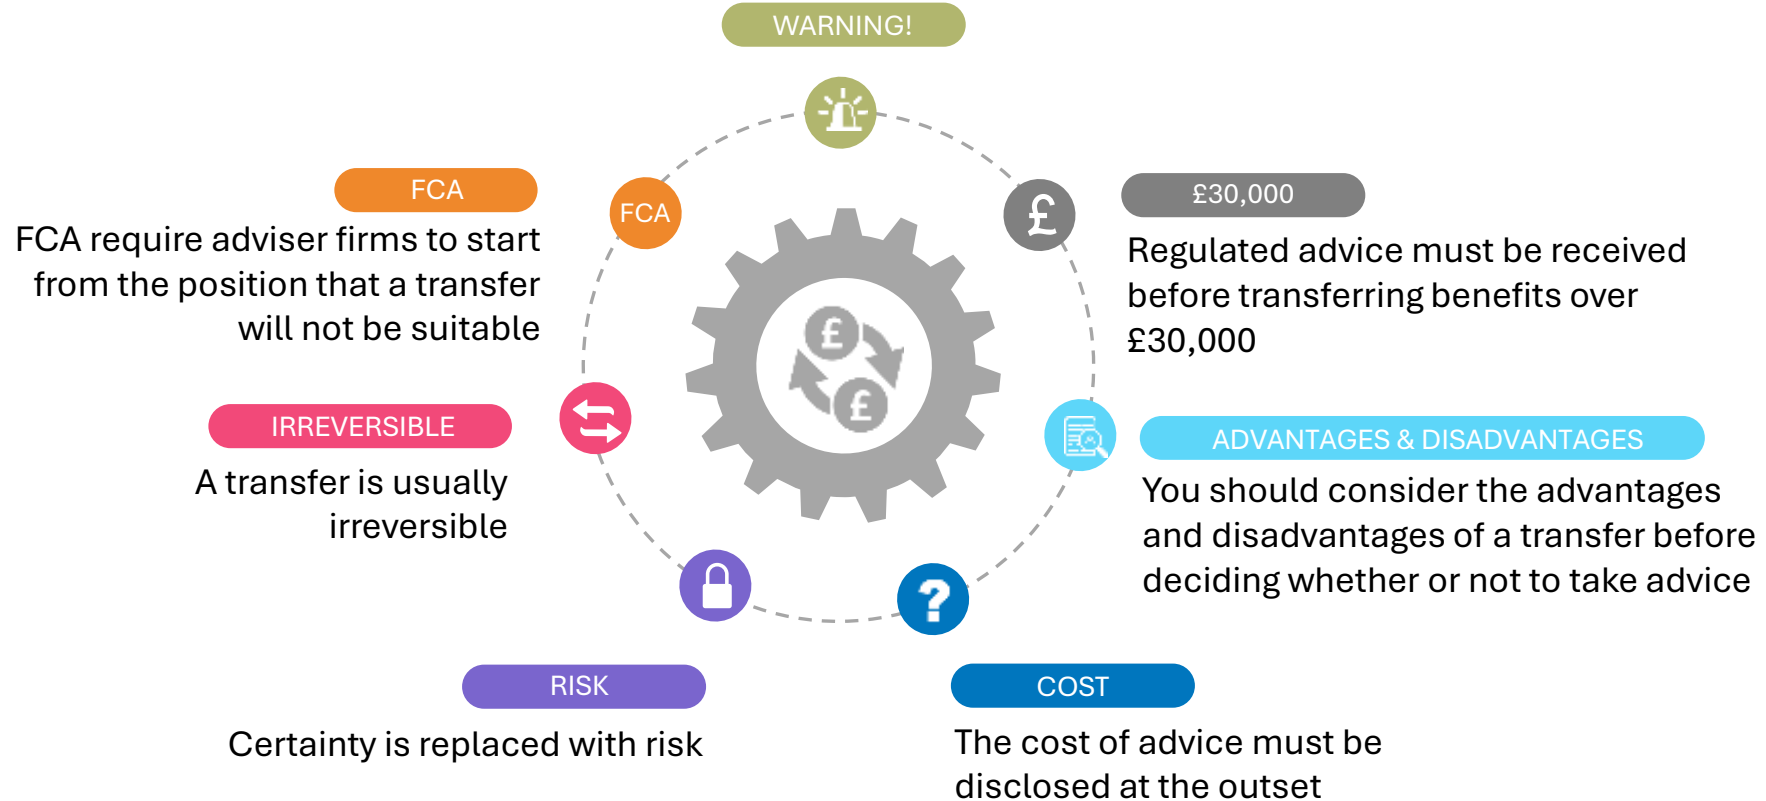 WARNING!
FCA
FCA
FCA require adviser firms to start
from the position that a transfer
will not be suitable
£
£30,000
Regulated advice must be received
before transferring benefits over
£30,000
£
£
IRREVERSIBLE
A transfer is usually
irreversible
ADVANTAGES & DISADVANTAGES
You should consider the advantages
and disadvantages of a transfer before
deciding whether or not to take advice
?
RISK
Certainty is replaced with risk
COST
The cost of advice must be
disclosed at the outset